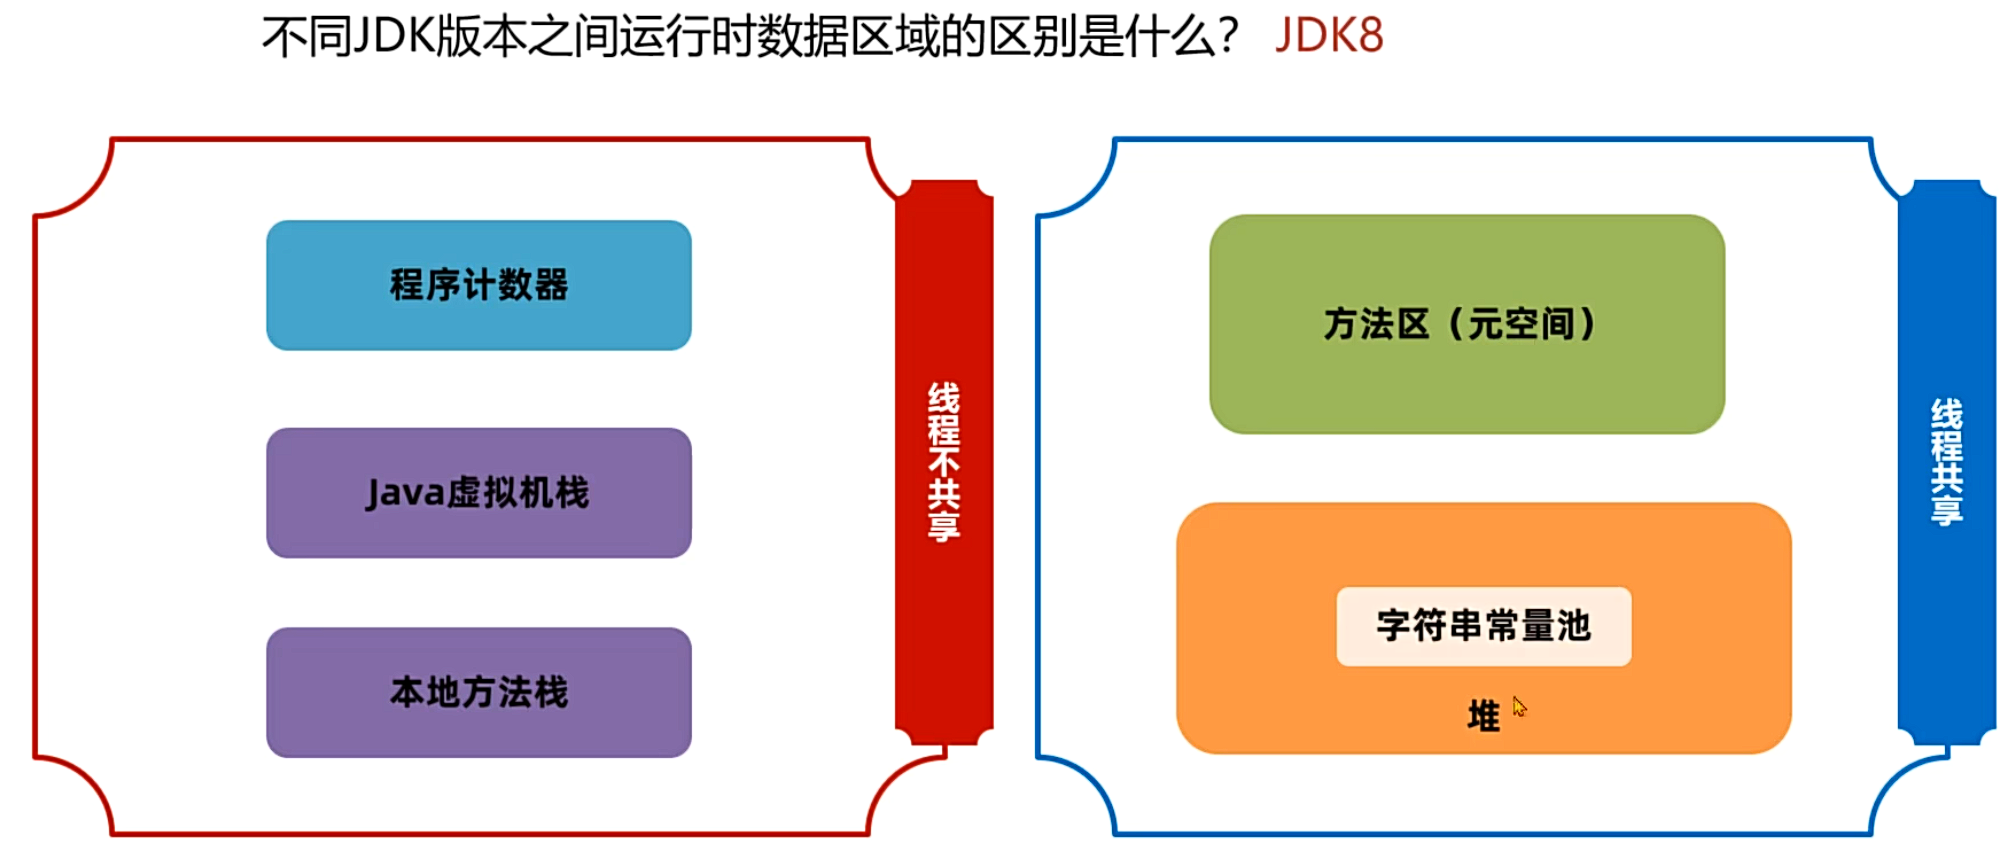 不同JDK版本之间运行时数据区域的区别是什么? JDK8
程序计数器
Java虚拟机栈
本地方法栈
线程不共享
方法区（元空间）
字符串常量池
堆
线程共享